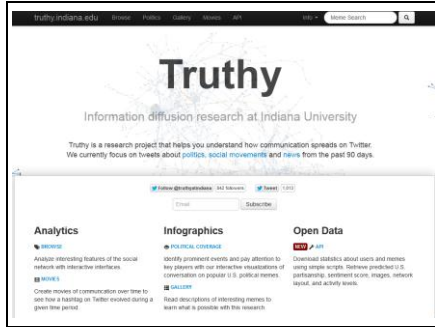 truthy.indiana.edu Browse Politics Gallery Movies API Info Meme Search
Truthy
Information diffusion research at Indiana University
Truthy is a research project that helps you understand how communication spreads on Twitter.
We currently focus on tweets about politics, social movements and news from the past 90 days.
Follow @truthyatindiana followers Tweet
Email Subscribe
Analytics
BROWSE
Analyze interesting features of the social
network with interactive interfaces.
MOVIES
Create movies of communcation over time to
see how a hashtag on Twitter evolved during a
given time period.
Infographics
POLITICAL COVERAGE
Identify prominent events and pay attention to
key players with our interactive visualizations of
conversation on popular U.S. political memes.
GALLERY
Read descriptions of interesting memes to
learn what is possible with this research
Open Data
NEW API
Download statistics about users and memes
using simple scripts. Retrieve predicted U.S.
partisanship, sentiment score, images, network
layout, and activity levels.